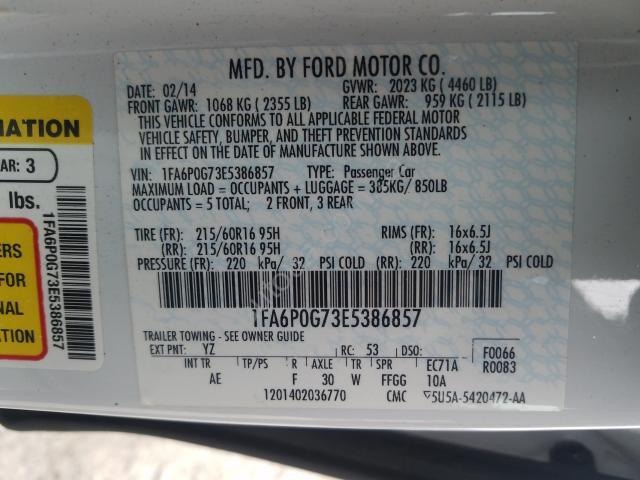 MFD. BY FORD MOTOR CO.
DATE: 02/14 GVWR: 2023 KG ( 4460 LB)
FRONT GAWR: 1068 KG ( 2355 LB) REAR GAWR: 959 KG ( 2115 LB)
THIS VEHICLE CONFORMS TO ALL APPLICABLE FEDERAL MOTOR
VEHICLE SAFETY, BUMPER, AND THEFT PREVENTION STANDARDS
IN EFFECT ON THE DATE OF MANUFACTURE SHOWN ABOVE.
VIN: 1FA6P0G73E5386857 TYPE: Passenger Car
MAXIMUM LOAD = OCCUPANTS + LUGGAGE = 385KG/ 850LB
OCCUPANTS = 5 TOTAL; 2 FRONT, 3 REAR
TIRE (FR): 215/60R16 95H RIMS (FR): 16x6.5J
(RR): 215/60R16 95H (RR): 16x6.5J
PRESSURE (FR): 220 kPa/ 32 PSI COLD (RR): 220 kPa/ 32 PSI COLD
1FA6P0G73E5386857
TRAILER TOWING - SEE OWNER GUIDE
EXT PNT: YZ RC: 53 DSO: F0066
INT TR TP/PS R AXLE TR SPR EC71A R0083
AE F 30 W FFGG 10A
1201402036770 CMC 5U5A-5420472-AA
MATION
AR: 3
lbs.
1FA6P0G73E5386857
ERS
FOR
NAL
ATION